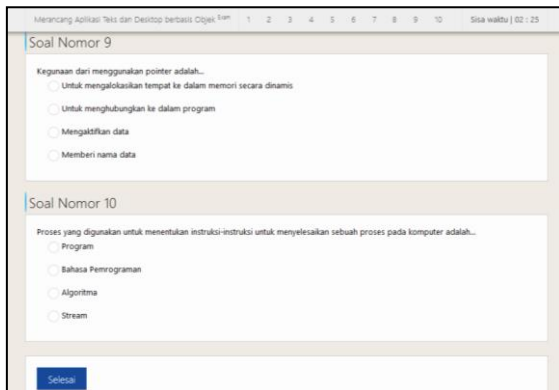 Merancang Aplikasi Teks dan Desktop berbasis Objek Exam 1 2 3 4 5 6 7 8 9 10 Sisa waktu | 02 : 25
Soal Nomor 9
Kegunaan dari menggunakan pointer adalah...
Untuk mengalokasikan tempat ke dalam memori secara dinamis
Untuk menghubungkan ke dalam program
Mengaktifkan data
Memberi nama data
Soal Nomor 10
Proses yang digunakan untuk menentukan instruksi-instruksi untuk menyelesaikan sebuah proses pada komputer adalah...
Program
Bahasa Pemrograman
Algoritma
Stream
Selesai